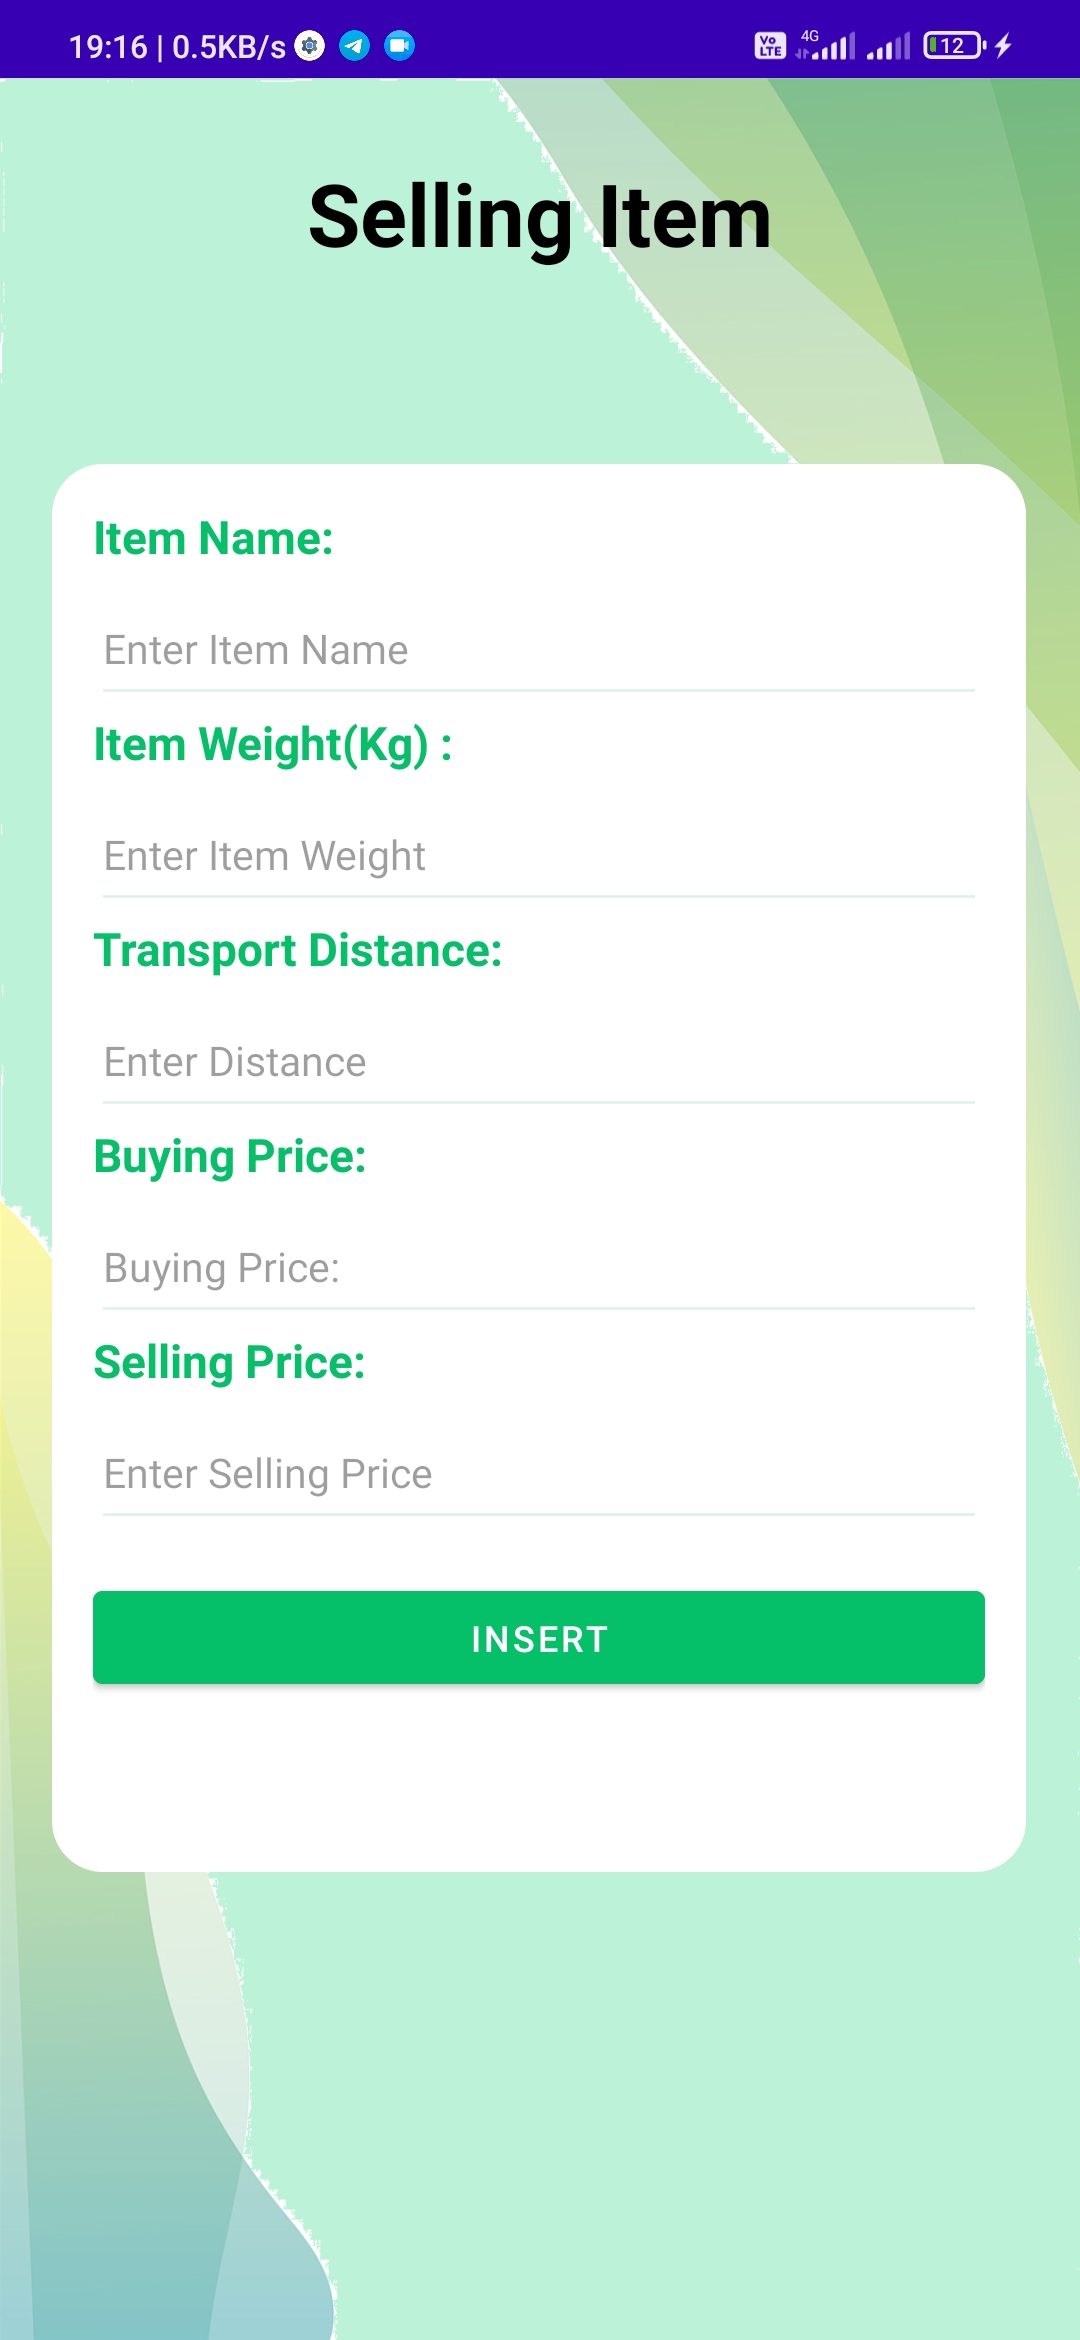 19:16 | 0.5KB/s Vo LTE 4G 12
Selling Item
Item Name:
Enter Item Name
Item Weight(Kg) :
Enter Item Weight
Transport Distance:
Enter Distance
Buying Price:
Buying Price:
Selling Price:
Enter Selling Price
INSERT